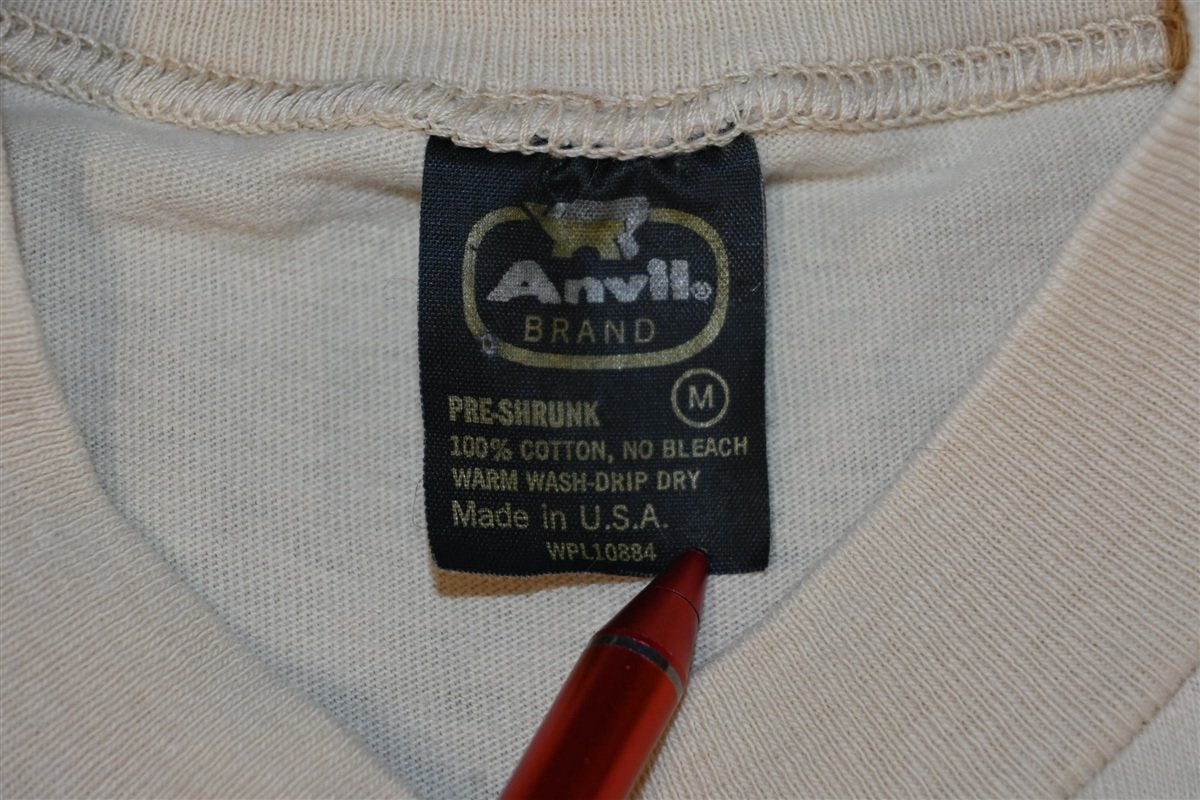 Anvil®
BRAND
M
PRE-SHRUNK
100% COTTON, NO BLEACH
WARM WASH-DRIP DRY
Made in U.S.A.
WPL10884